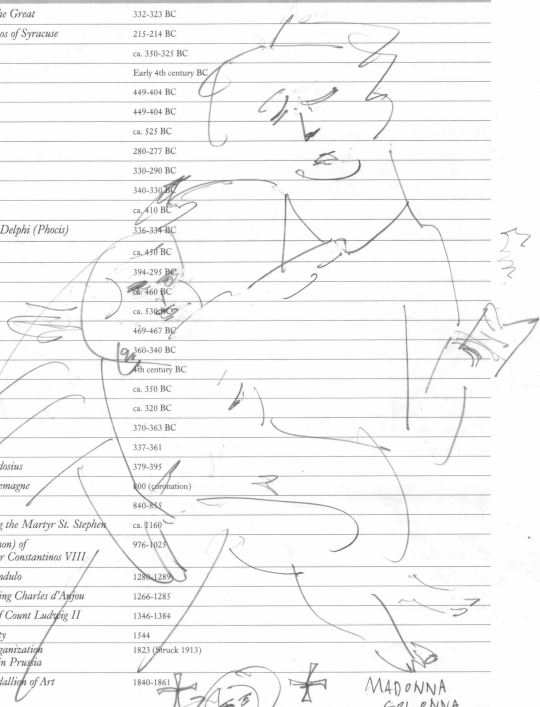 he Great 332-323 BC
os of Syracuse 215-214 BC
ca. 350-325 BC
Early 4th century BC
449-404 BC
449-404 BC
ca. 525 BC
280-277 BC
330-290 BC
340-330 BC
ca. 410 BC
Delphi (Phocis) 336-334 BC
ca. 450 BC
394-295 BC
ca. 460 BC
ca. 530 BC
469-467 BC
360-340 BC
4th century BC
ca. 350 BC
ca. 320 BC
370-363 BC
337-361
dosius 379-395
emagne 800 (coronation)
840-855
g the Martyr St. Stephen ca. 1160
on) of 976-1025
r Constantinos VIII
ndulo 1280-1289
ing Charles d'Anjou 1266-1285
f Count Ludwig II 1346-1384
ty 1544
ganization 1823 (Struck 1913)
in Prussia
dallion of Art 1840-1861
MADONNA
COLONNA